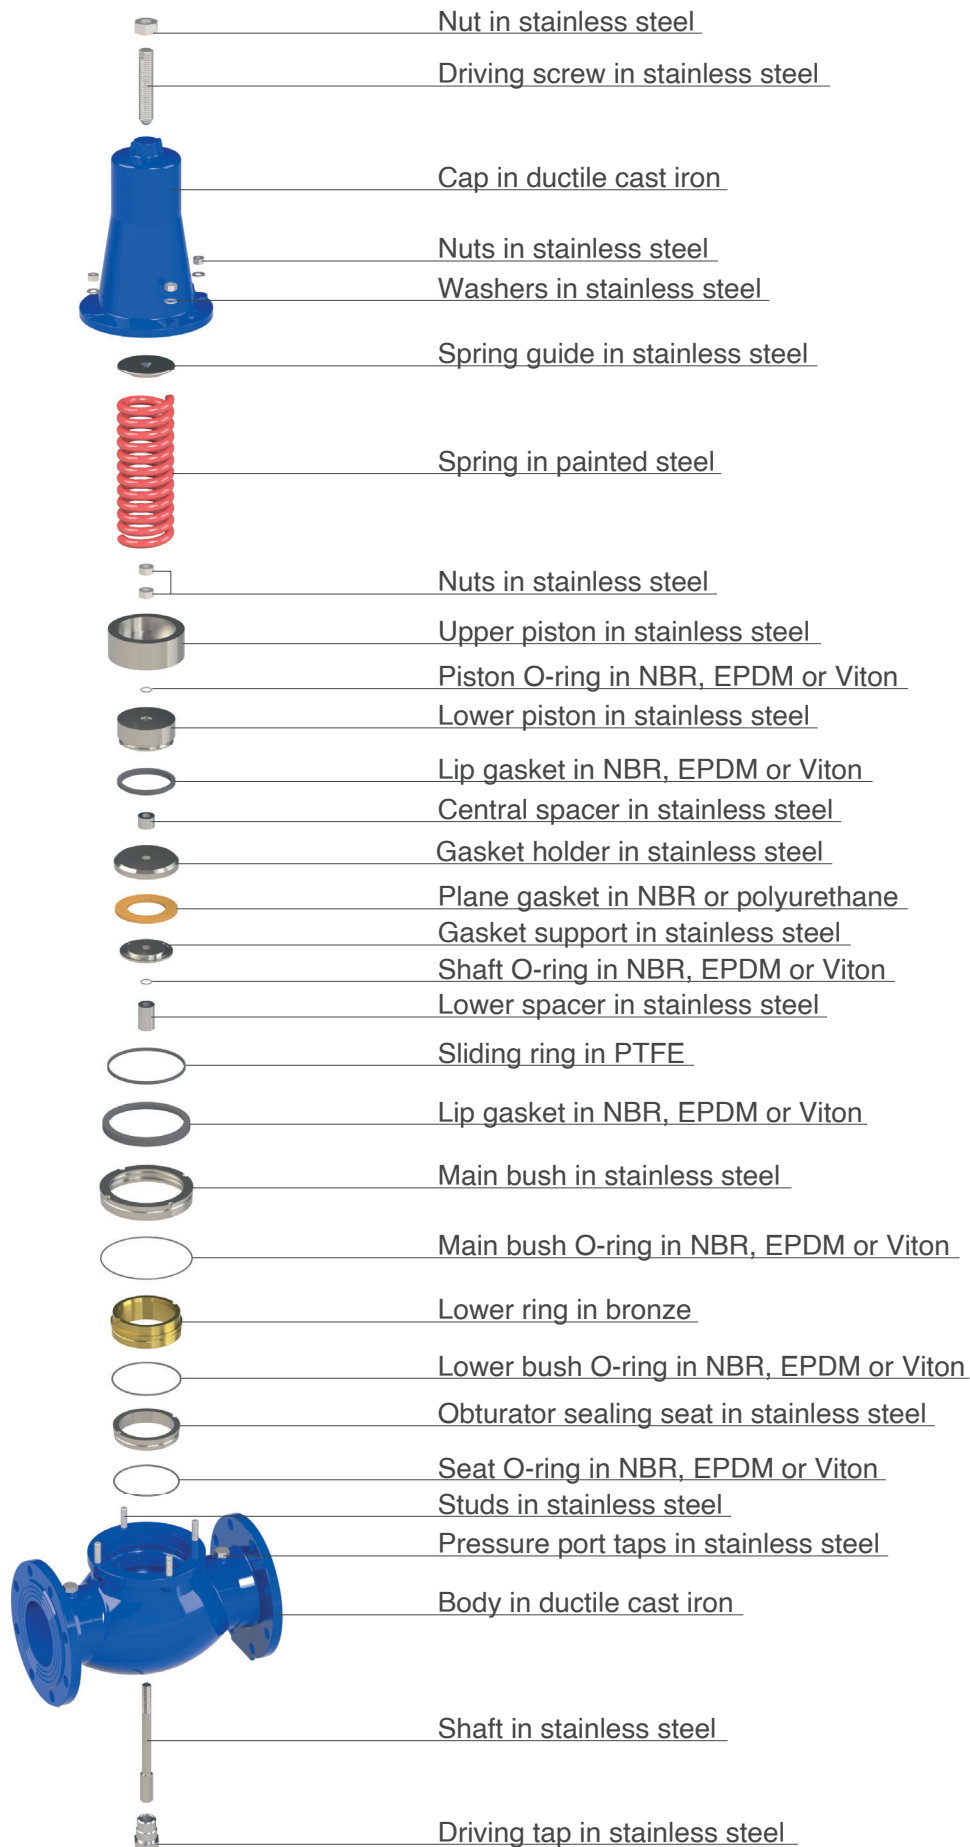 Nut in stainless steel
Driving screw in stainless steel
Cap in ductile cast iron
Nuts in stainless steel
Washers in stainless steel
Spring guide in stainless steel
Spring in painted steel
Nuts in stainless steel
Upper piston in stainless steel
Piston O-ring in NBR, EPDM or Viton
Lower piston in stainless steel
Lip gasket in NBR, EPDM or Viton
Central spacer in stainless steel
Gasket holder in stainless steel
Plane gasket in NBR or polyurethane
Gasket support in stainless steel
Shaft O-ring in NBR, EPDM or Viton
Lower spacer in stainless steel
Sliding ring in PTFE
Lip gasket in NBR, EPDM or Viton
Main bush in stainless steel
Main bush O-ring in NBR, EPDM or Viton
Lower ring in bronze
Lower bush O-ring in NBR, EPDM or Viton
Obturator sealing seat in stainless steel
Seat O-ring in NBR, EPDM or Viton
Studs in stainless steel
Pressure port taps in stainless steel
Body in ductile cast iron
Shaft in stainless steel
Driving tap in stainless steel